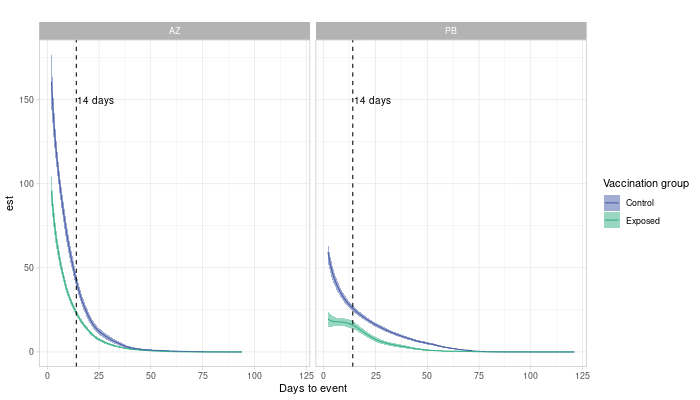 AZ PB
14 days 14 days
est
150
100
50
0
0 25 50 75 100 125 0 25 50 75 100 125
Days to event
Vaccination group
Control
Exposed